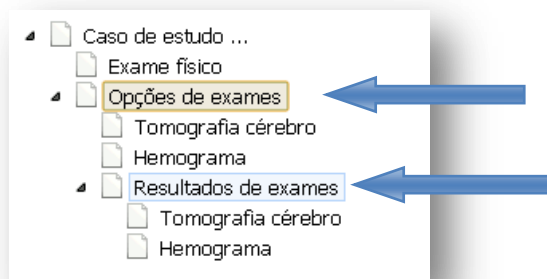 Caso de estudo ...
Exame físico
Opções de exames
Tomografia cérebro
Hemograma
Resultados de exames
Tomografia cérebro
Hemograma